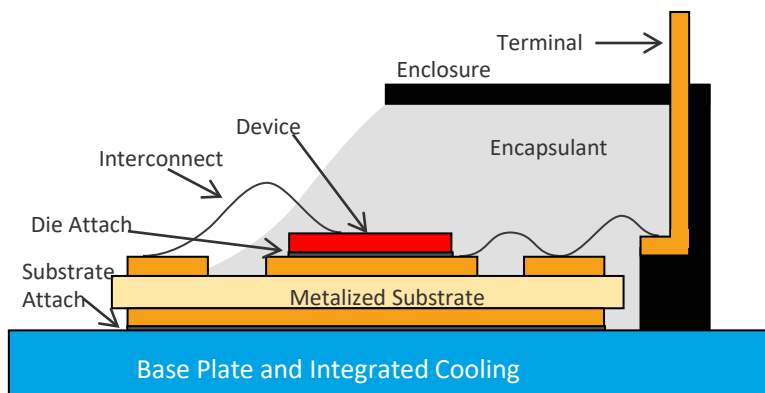 Terminal
Enclosure
Device
Interconnect
Encapsulant
Die Attach
Substrate
Attach
Metalized Substrate
Base Plate and Integrated Cooling